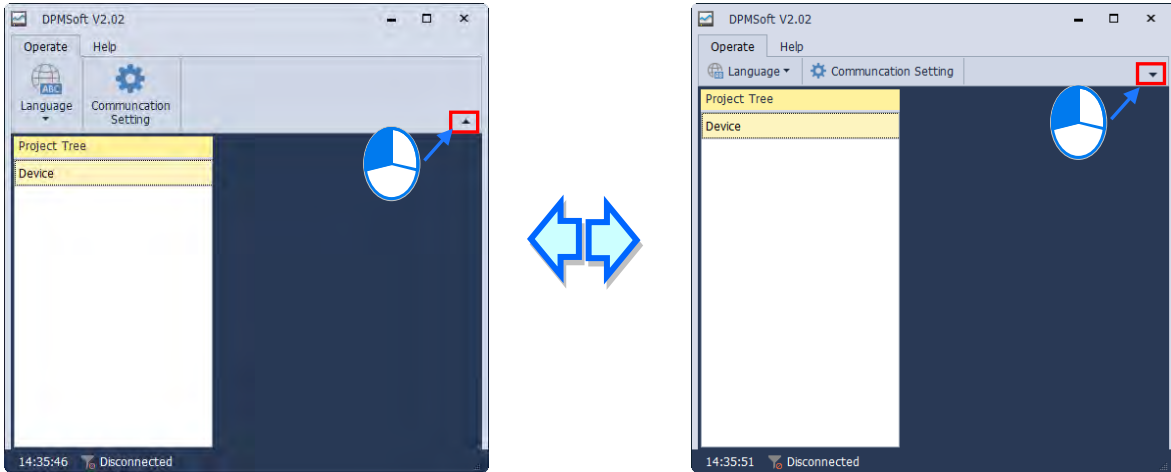 DPMSoft V2.02
Operate Help
ABC
Language
Communcation
Setting
Project Tree
Device
14:35:46 Disconnected
DPMSoft V2.02
Operate Help
Language Communcation Setting
Project Tree
Device
14:35:51 Disconnected